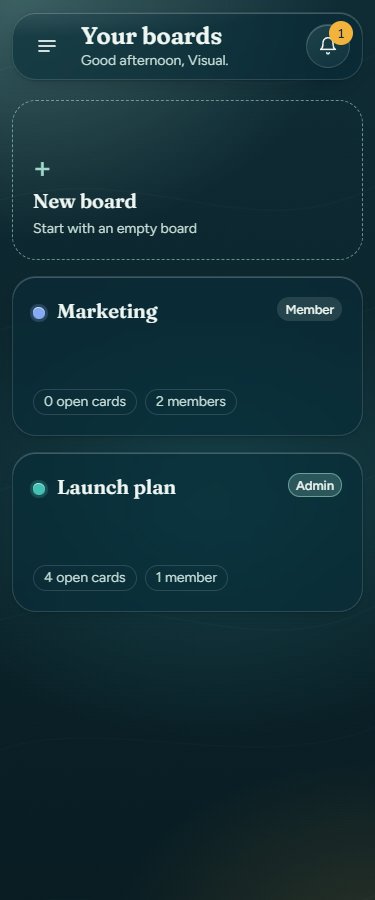 Your boards
Good afternoon, Visual.
1
+
New board
Start with an empty board
Marketing
Member
0 open cards
2 members
Launch plan
Admin
4 open cards
1 member